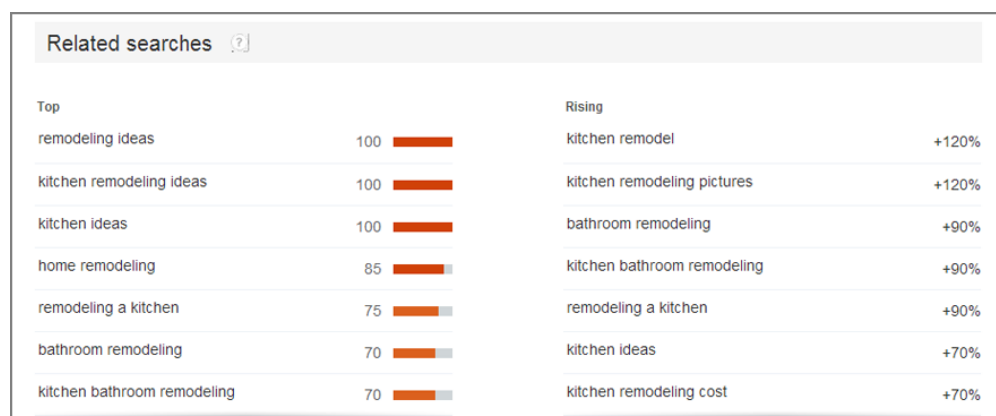 Related searches ?
Top
remodeling ideas 100
kitchen remodeling ideas 100
kitchen ideas 100
home remodeling 85
remodeling a kitchen 75
bathroom remodeling 70
kitchen bathroom remodeling 70
Rising
kitchen remodel +120%
kitchen remodeling pictures +120%
bathroom remodeling +90%
kitchen bathroom remodeling +90%
remodeling a kitchen +90%
kitchen ideas +70%
kitchen remodeling cost +70%